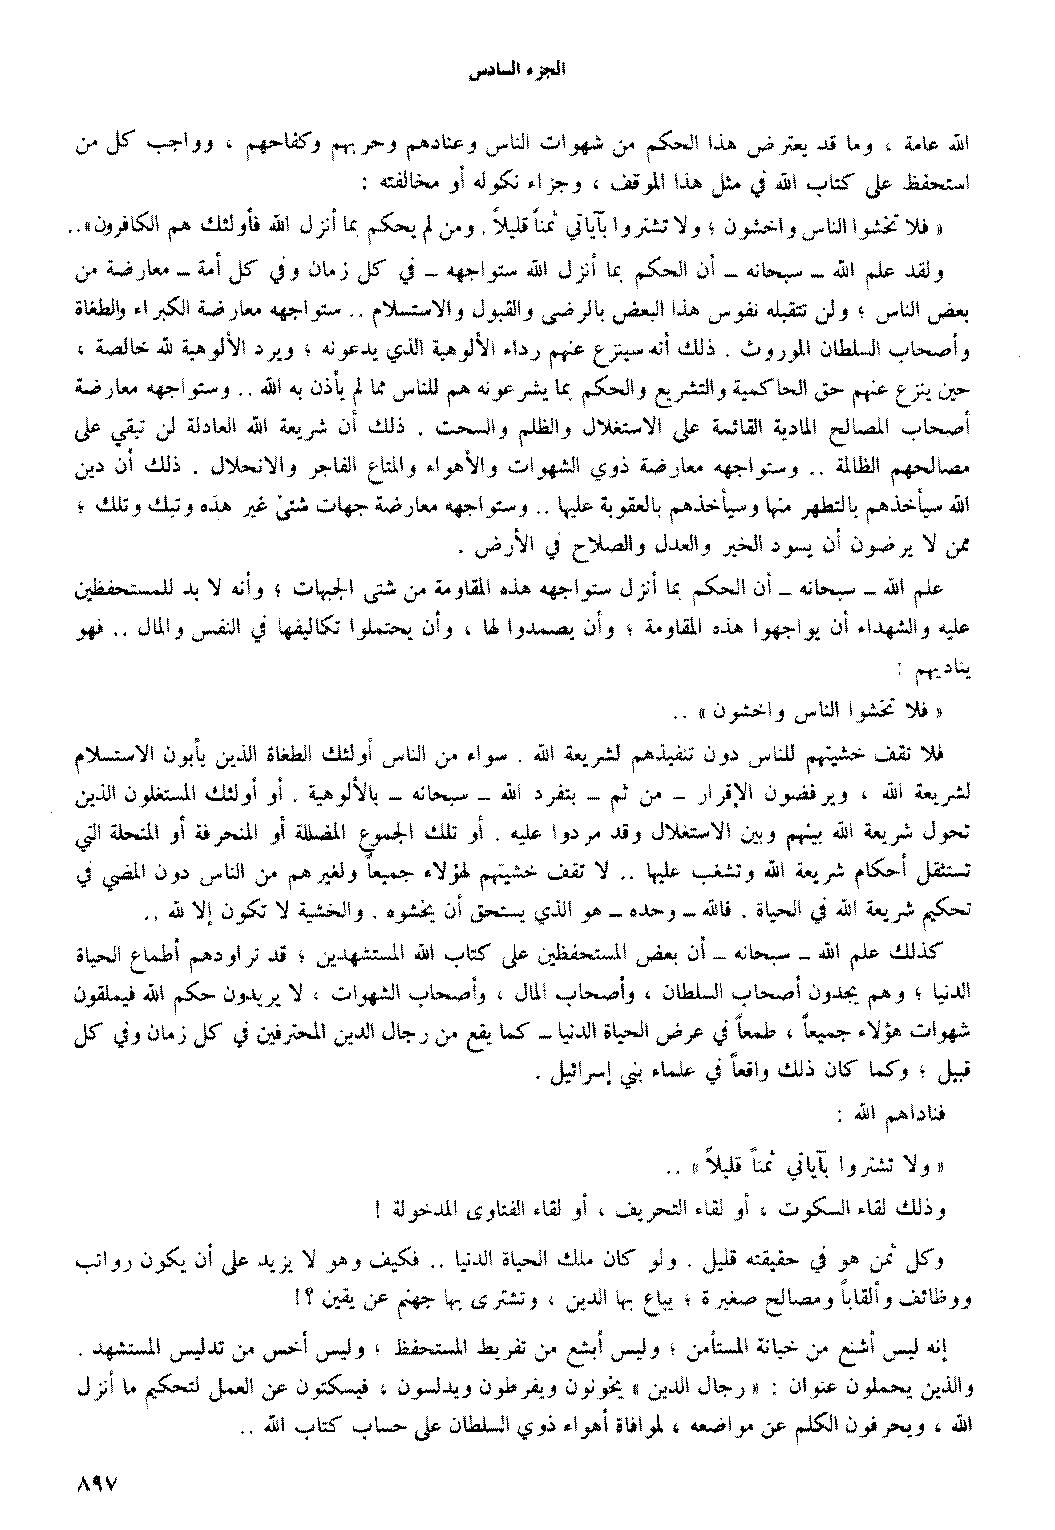 الجزء السادس
الله عامة ، وما قد يعترض هذا الحكم من شهوات الناس وعنادهم وحربهم وكفاحهم ، وواجب كل من
استحفظ على كتاب الله في مثل هذا الموقف ، وجزاء نكوله أو مخالفته :
« فلا تخشوا الناس واخشون ؛ ولا تشتروا بآياتي ثمناً قليلاً . ومن لم يحكم بما أنزل الله فأولئك هم الكافرون»..
ولقد علم الله – سبحانه – أن الحكم بما أنزل الله ستواجهه – في كل زمان وفي كل أمة – معارضة من
بعض الناس ؛ ولن تتقبله نفوس هذا البعض بالرضى والقبول والاستسلام .. ستواجهه معارضة الكبراء والطغاة
وأصحاب السلطان الموروث . ذلك أنه سينزع عنهم رداء الألوهية الذي يدعونه ؛ ويرد الألوهية لله خالصة ،
حين ينزع عنهم حق الحاكمية والتشريع والحكم بما يشرعونه هم للناس مما لم يأذن به الله .. وستواجهه معارضة
أصحاب المصالح المادية القائمة على الاستغلال والظلم والسحت . ذلك أن شريعة الله العادلة لن تبقي على
مصالحهم الظالمة .. وستواجهه معارضة ذوي الشهوات والأهواء والمتاع الفاجر والانحلال . ذلك أن دين
الله سيأخذهم بالتطهر منها وسيأخذهم بالعقوبة عليها .. وستواجهه معارضة جهات شتىّ غير هذه وتيك وتلك ؛
ممن لا يرضون أن يسود الخير والعدل والصلاح في الأرض .
علم الله – سبحانه – أن الحكم بما أنزل ستواجهه هذه المقاومة من شتى الجبهات ؛ وأنه لا بد للمستحفظين
عليه والشهداء أن يواجهوا هذه المقاومة ؛ وأن يصمدوا لها ، وأن يحتملوا تكاليفها في النفس والمال .. فهو
يناديهم :
« فلا تخشوا الناس واخشون » ..
فلا تقف خشيتهم للناس دون تنفيذهم لشريعة الله . سواء من الناس أولئك الطغاة الذين يأبون الاستسلام
لشريعة الله ، ويرفضون الإقرار – من ثم – بتفرد الله – سبحانه – بالألوهية . أو أولئك المستغلون الذين
تحول شريعة الله بينهم وبين الاستغلال وقد مردوا عليه . أو تلك الجموع المضللة أو المنحرفة أو المنحلة التي
تستثقل أحكام شريعة الله وتشغب عليها .. لا تقف خشيتهم لهؤلاء جميعاً ولغيرهم من الناس دون المضي في
تحكيم شريعة الله في الحياة . فالله – وحده – هو الذي يستحق أن يخشوه . والخشية لا تكون إلا لله ..
كذلك علم الله – سبحانه – أن بعض المستحفظين على كتاب الله المستشهدين ؛ قد تراودهم أطماع الحياة
الدنيا ؛ وهم يجدون أصحاب السلطان ، وأصحاب المال ، وأصحاب الشهوات ، لا يريدون حكم الله فيملقون
شهوات هؤلاء جميعاً ، طمعاً في عرض الحياة الدنيا – كما يقع من رجال الدين المحترفين في كل زمان وفي كل
قبيل ؛ وكما كان ذلك واقعاً في علماء بني إسرائيل .
فناداهم الله :
« ولا تشتروا بآياتي ثمناً قليلاً » ..
وذلك لقاء السكوت ، أو لقاء التحريف ، أو لقاء الفتاوى المدخولة !
وكل ثمن هو في حقيقته قليل . ولو كان ملك الحياة الدنيا .. فكيف وهو لا يزيد على أن يكون رواتب
ووظائف وألقاباً ومصالح صغيرة ؛ يباع بها الدين ، وتشترى بها جهنم عن يقين ؟!
إنه ليس أشنع من خيانة المستأمن ؛ وليس أبشع من تفريط المستحفظ ، وليس أخس من تدليس المستشهد .
والذين يحملون عنوان : « رجال الدين » يخونون ويفرطون ويدلسون ، فيسكتون عن العمل لتحكيم ما أنزل
الله ، ويحرفون الكلم عن مواضعه ، لموافاة أهواء ذوي السلطان على حساب كتاب الله ..
٨٩٧